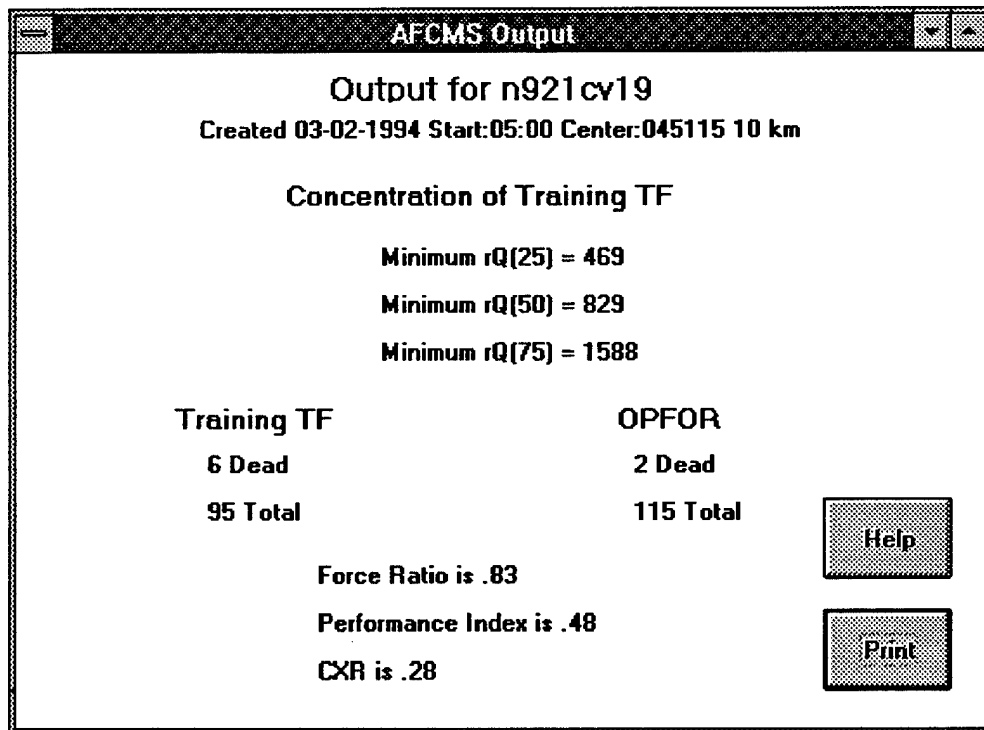 AFCMS Output
Output for n921cv19
Created 03-02-1994 Start:05:00 Center:045115 10 km
Concentration of Training TF
Minimum rQ(25) = 469
Minimum rQ(50) = 829
Minimum rQ(75) = 1588
Training TF OPFOR
6 Dead 2 Dead
95 Total 115 Total
Help
Force Ratio is .83
Performance Index is .48
Print
CXR is .28